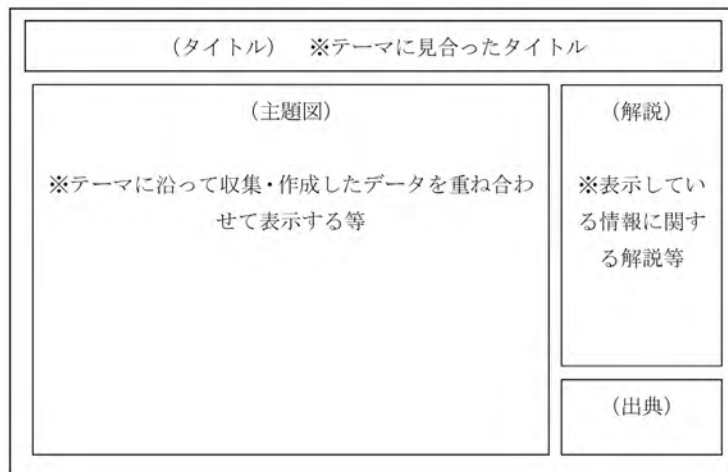 (タイトル) ※テーマに見合ったタイトル
(主題図)
※テーマに沿って収集・作成したデータを重ね合わ
せて表示する等
(解説)
※表示してい
る情報に関す
る解説等
(出典)